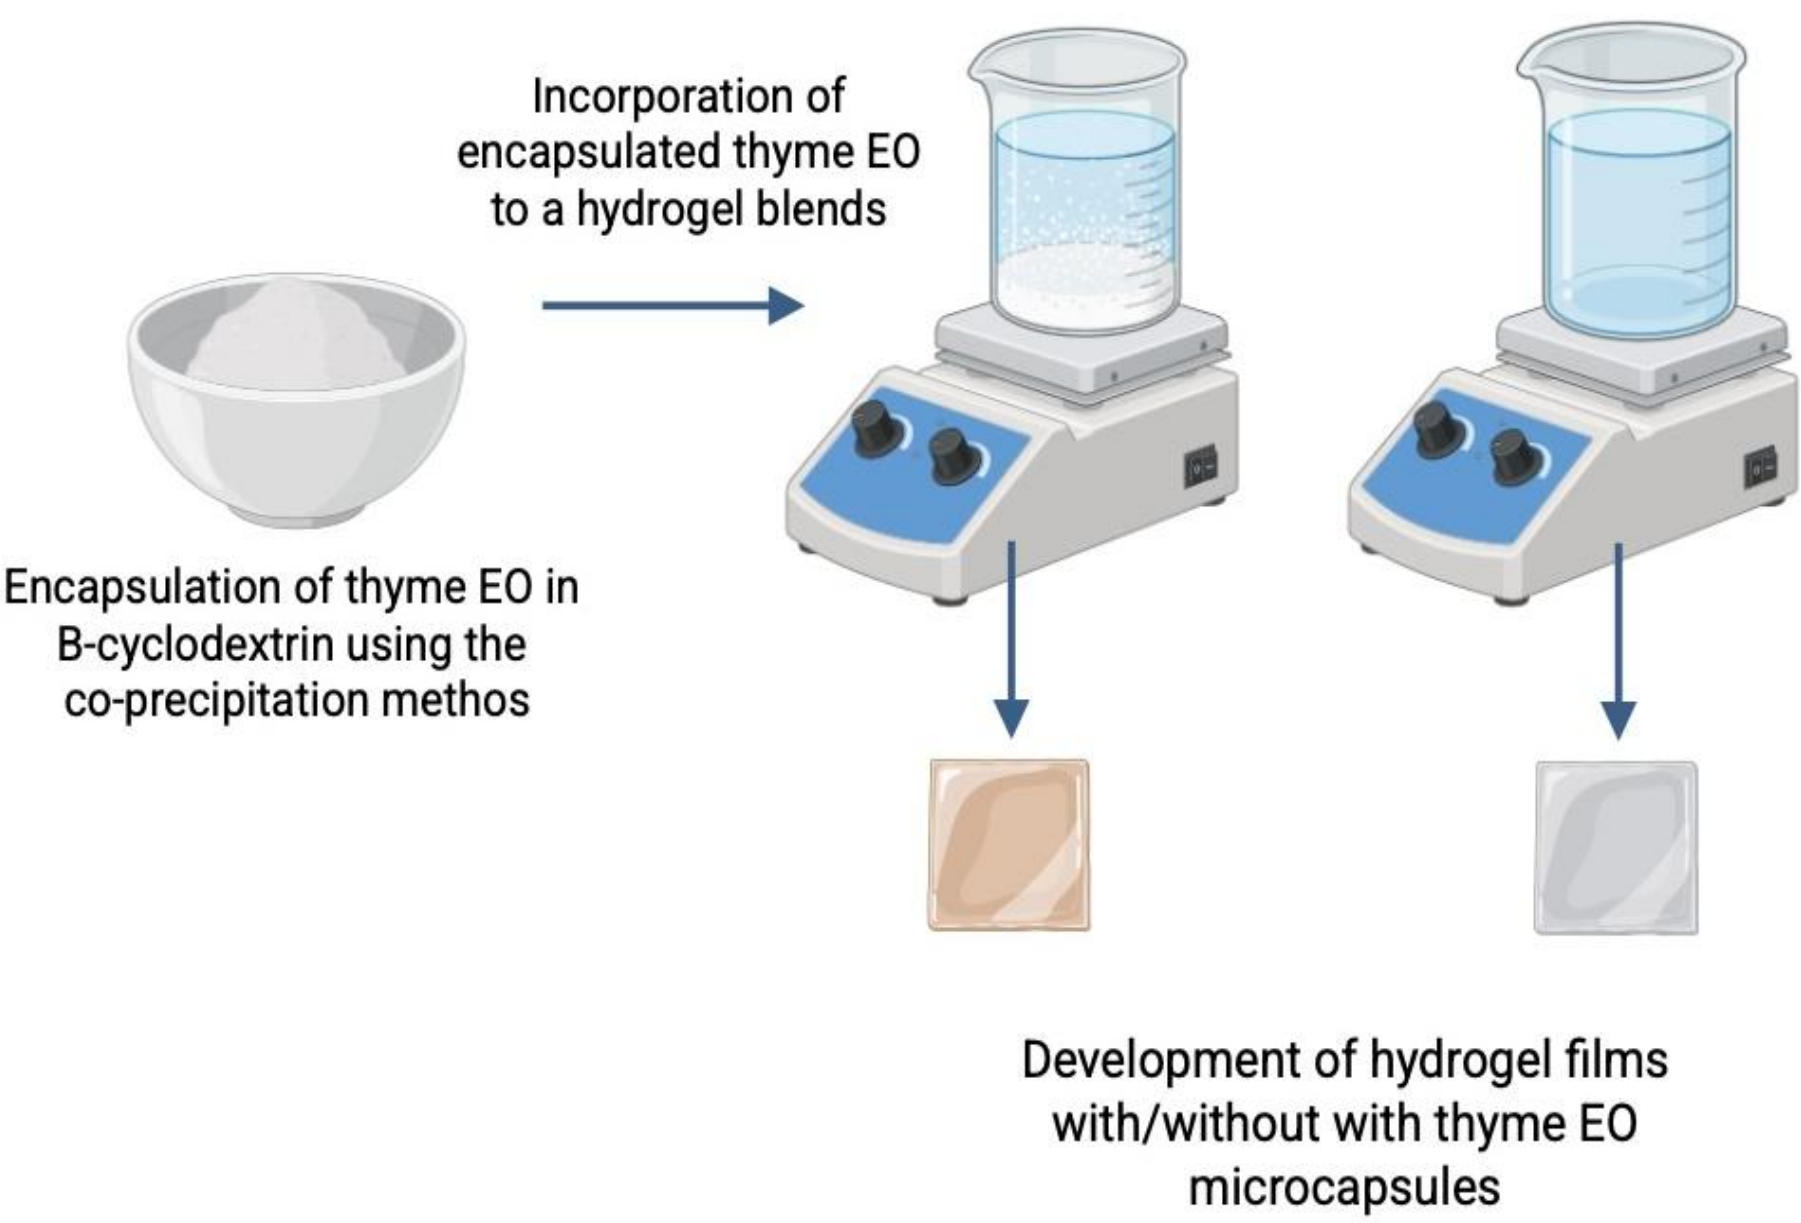 Incorporation of
encapsulated thyme EO
to a hydrogel blends
Encapsulation of thyme EO in
B-cyclodextrin using the
co-precipitation methos
Development of hydrogel films
with/without with thyme EO
microcapsules